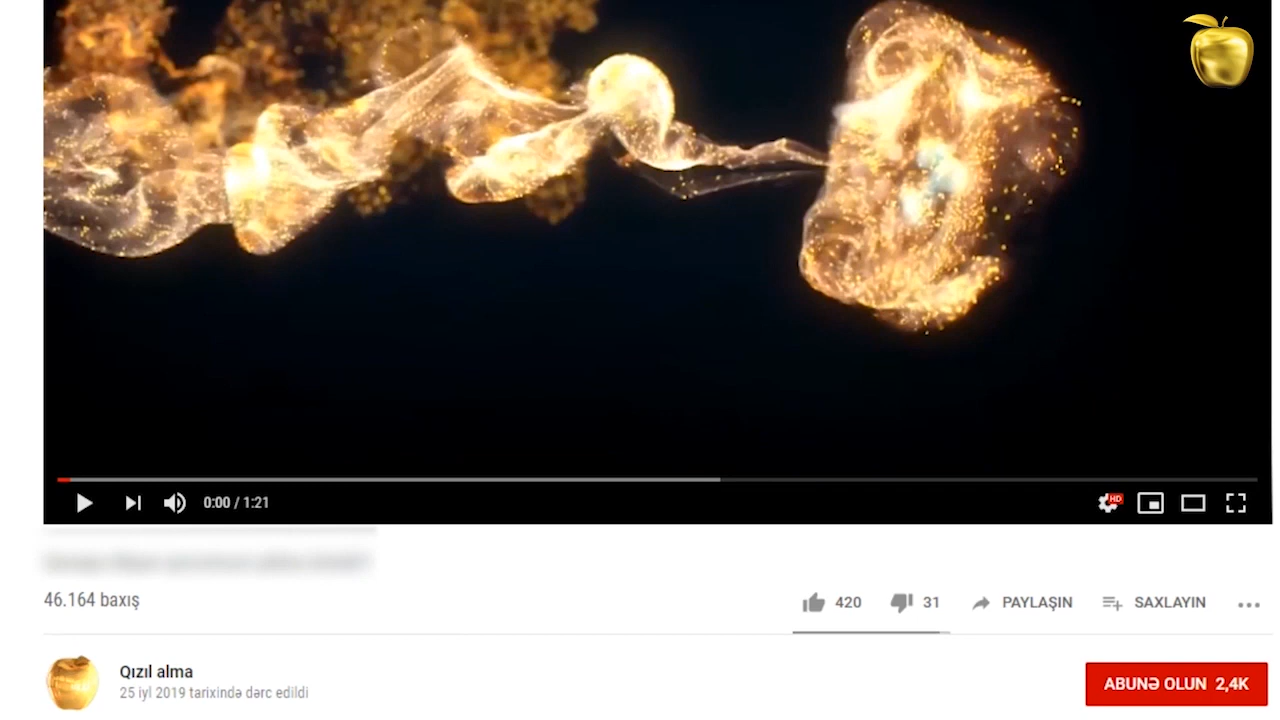 0:00 / 1:21
HD
46.164 baxış
420 31 PAYLAŞIN SAXLAYIN
Qızıl alma
25 iyl 2019 tarixində dərc edildi
ABUNƏ OLUN 2,4K